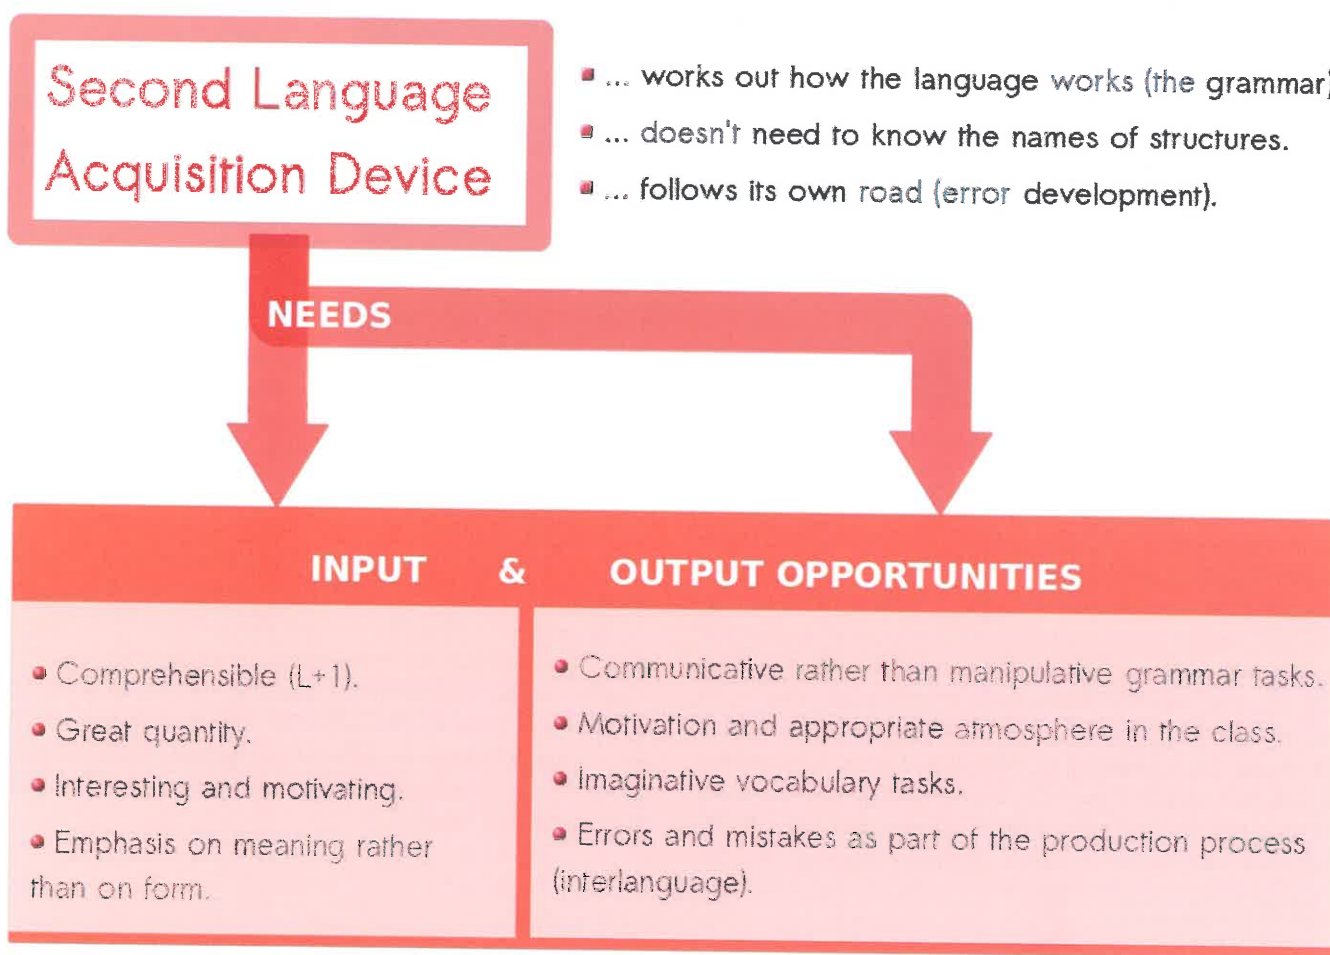 Second Language
Acquisition Device
... works out how the language works (the grammar)
... doesn't need to know the names of structures.
... follows its own road (error development).
NEEDS
INPUT & OUTPUT OPPORTUNITIES
Comprehensible (L+1).
Great quantity.
Interesting and motivating.
Emphasis on meaning rather
than on form.
Communicative rather than manipulative grammar tasks.
Motivation and appropriate atmosphere in the class.
Imaginative vocabulary tasks.
Errors and mistakes as part of the production process
(interlanguage).